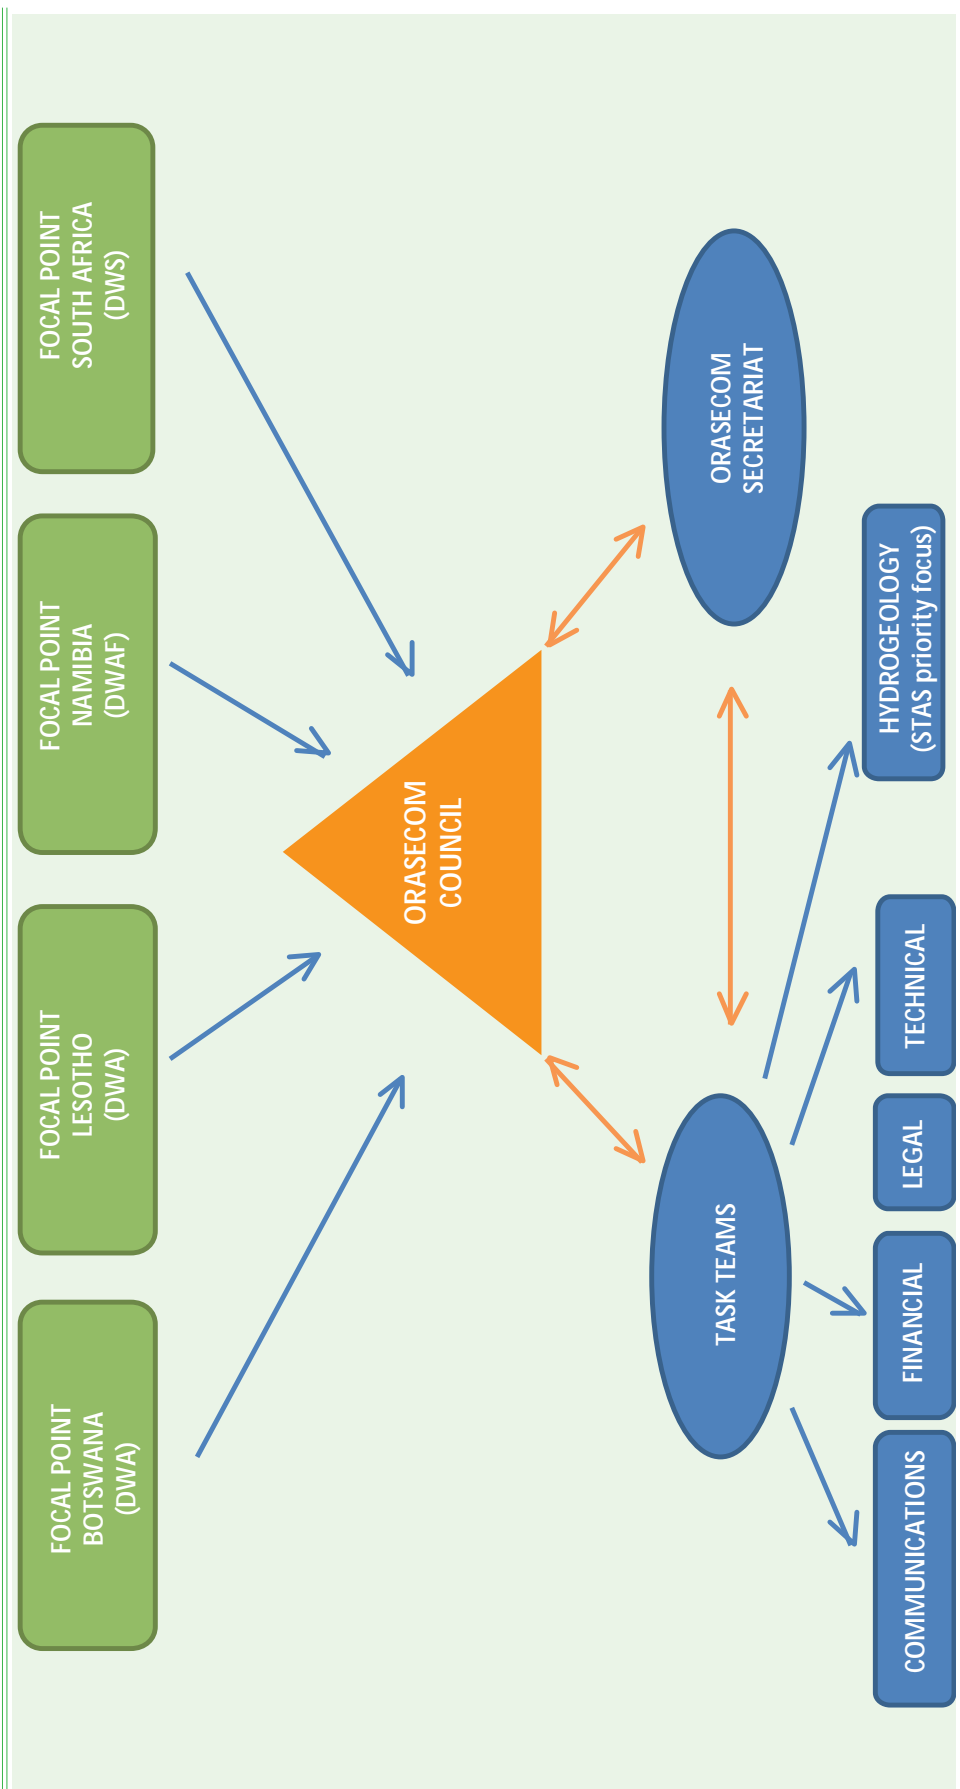 FOCAL POINT
BOTSWANA
(DWA)
FOCAL POINT
LESOTHO
(DWA)
FOCAL POINT
NAMIBIA
(DWAF)
FOCAL POINT
SOUTH AFRICA
(DWS)
ORASECOM
COUNCIL
TASK TEAMS
ORASECOM
SECRETARIAT
COMMUNICATIONS
FINANCIAL
LEGAL
TECHNICAL
HYDROGEOLOGY
(STAS priority focus)